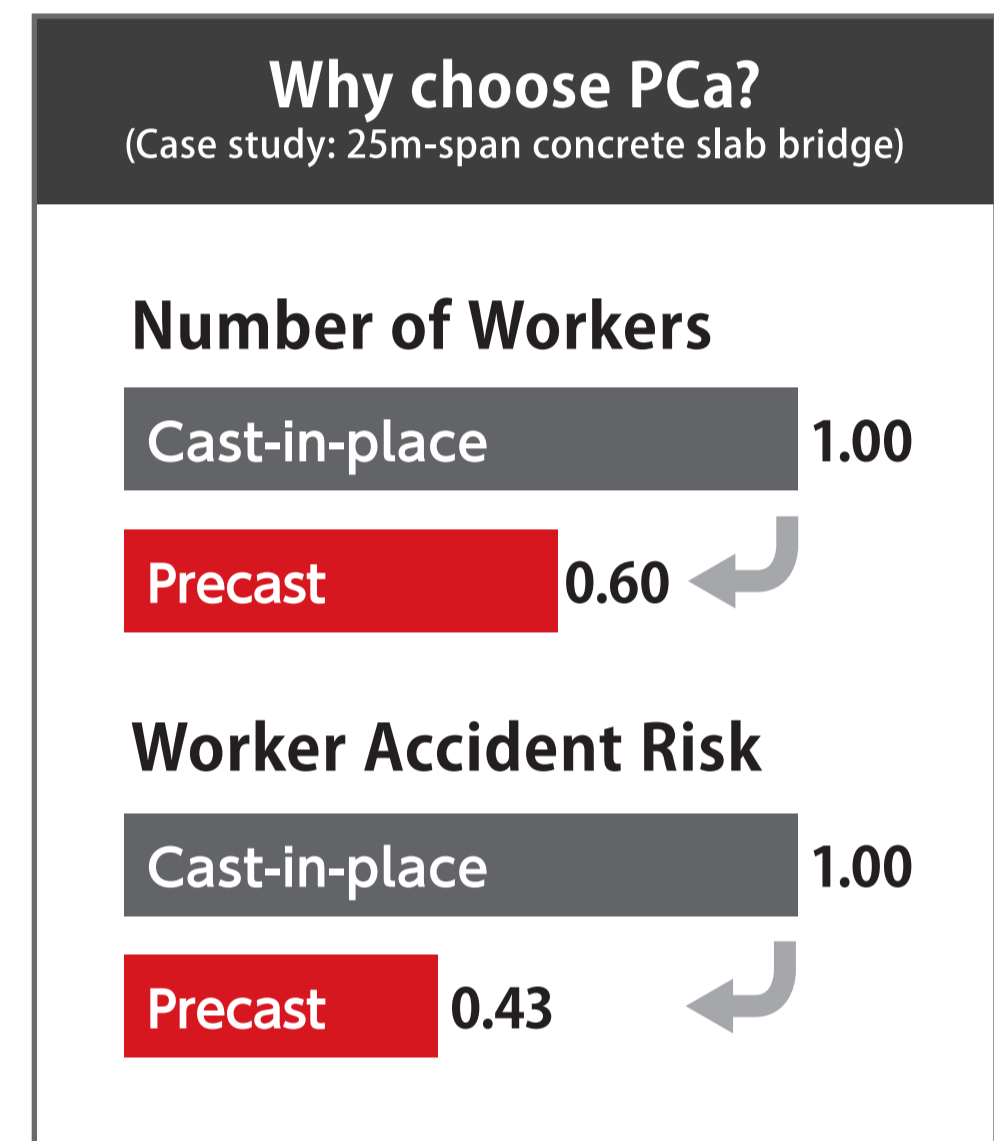 Why choose PCa?
(Case study: 25m-span concrete slab bridge)
Number of Workers
Cast-in-place 1.00
Precast 0.60
Worker Accident Risk
Cast-in-place 1.00
Precast 0.43